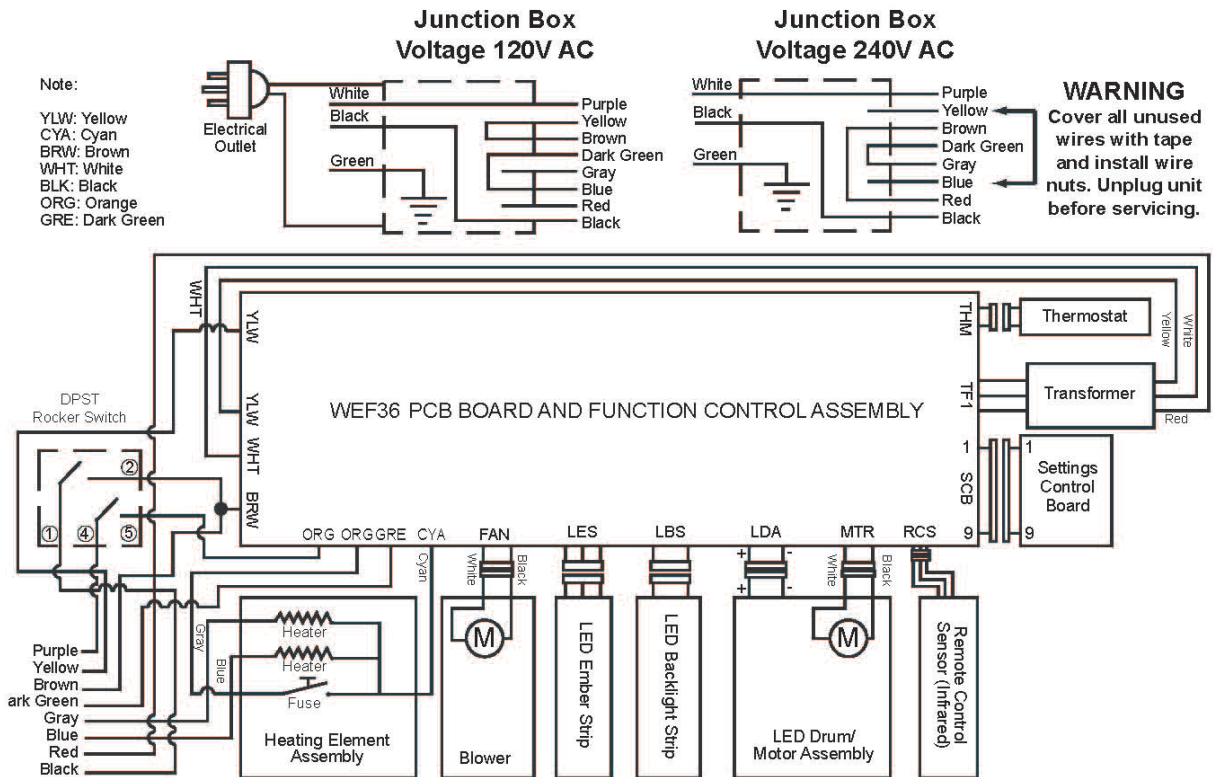 Junction Box
Voltage 120V AC
Junction Box
Voltage 240V AC
Note:
YLW: Yellow
CYA: Cyan
BRW: Brown
WHT: White
BLK: Black
ORG: Orange
GRE: Dark Green
Electrical
Outlet
White
Black
Green
Purple
Yellow
Brown
Dark Green
Gray
Blue
Red
Black
White
Black
Green
Purple
Yellow
Brown
Dark Green
Gray
Blue
Red
Black
WARNING
Cover all unused
wires with tape
and install wire
nuts. Unplug unit
before servicing.
WHT
YLW
YLW
WHT
BRW
DPST
Rocker Switch
①
②
④
⑤
WEF36 PCB BOARD AND FUNCTION CONTROL ASSEMBLY
THM
TF1
1
SCB
9
Thermostat
Yellow
White
Transformer
Red
1
Settings
Control
Board
9
ORG
ORG
GRE
CYA
FAN
LES
LBS
LDA
MTR
RCS
Cyan
White
Black
+
-
+
-
White
Black
Gray
Blue
Heater
Heater
Fuse
Heating Element
Assembly
M
Blower
LED Ember Strip
LED Backlight Strip
M
LED Drum/
Motor Assembly
Remote Control
Sensor (Infrared)
Purple
Yellow
Brown
ark Green
Gray
Blue
Red
Black